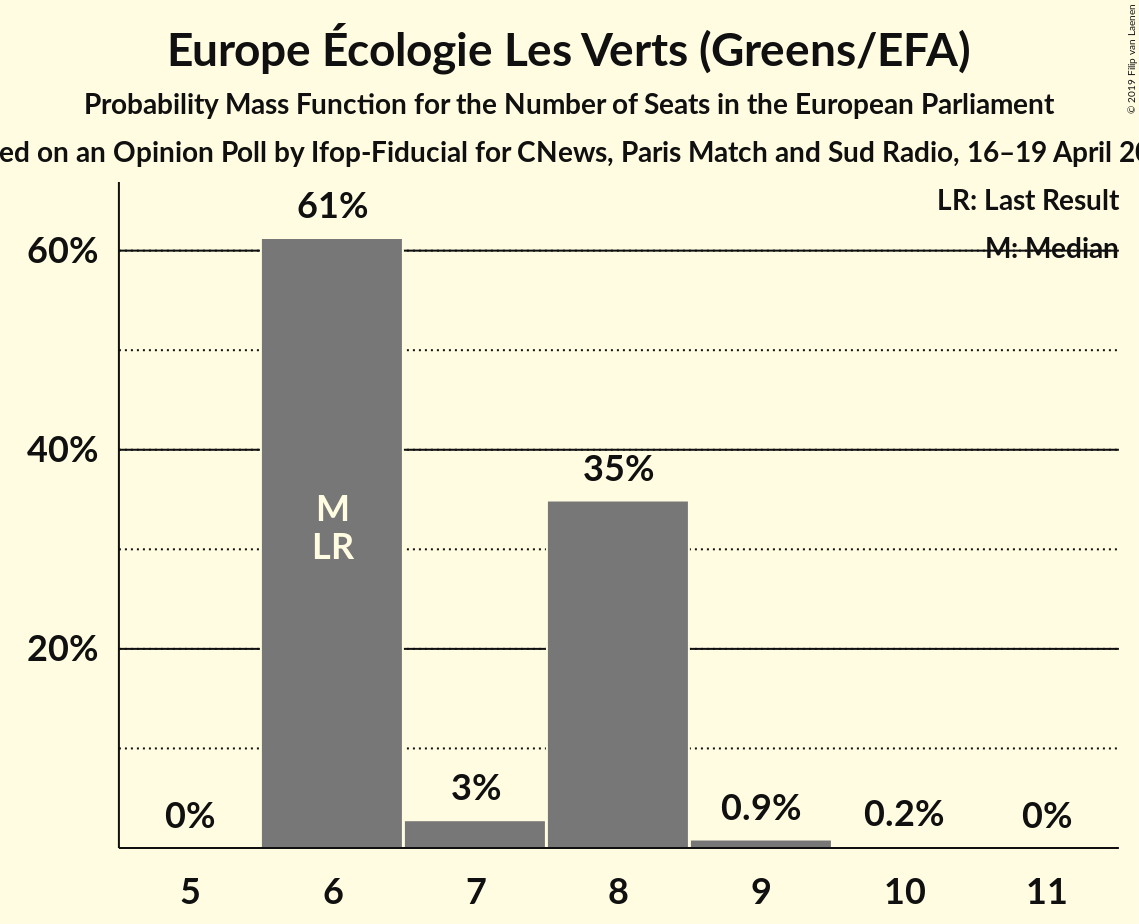 Europe Écologie Les Verts (Greens/EFA)
Probability Mass Function for the Number of Seats in the European Parliament
on an Opinion Poll by Ifop-Fiducial for CNews, Paris Match and Sud Radio, 16–19 April
© 2019 Filip van Laenen
LR: Last Result
M: Median
61%
60%
40%
35%
M
LR
20%
0%
3%
0.9%
0.2%
0%
5 6 7 8 9 10 11